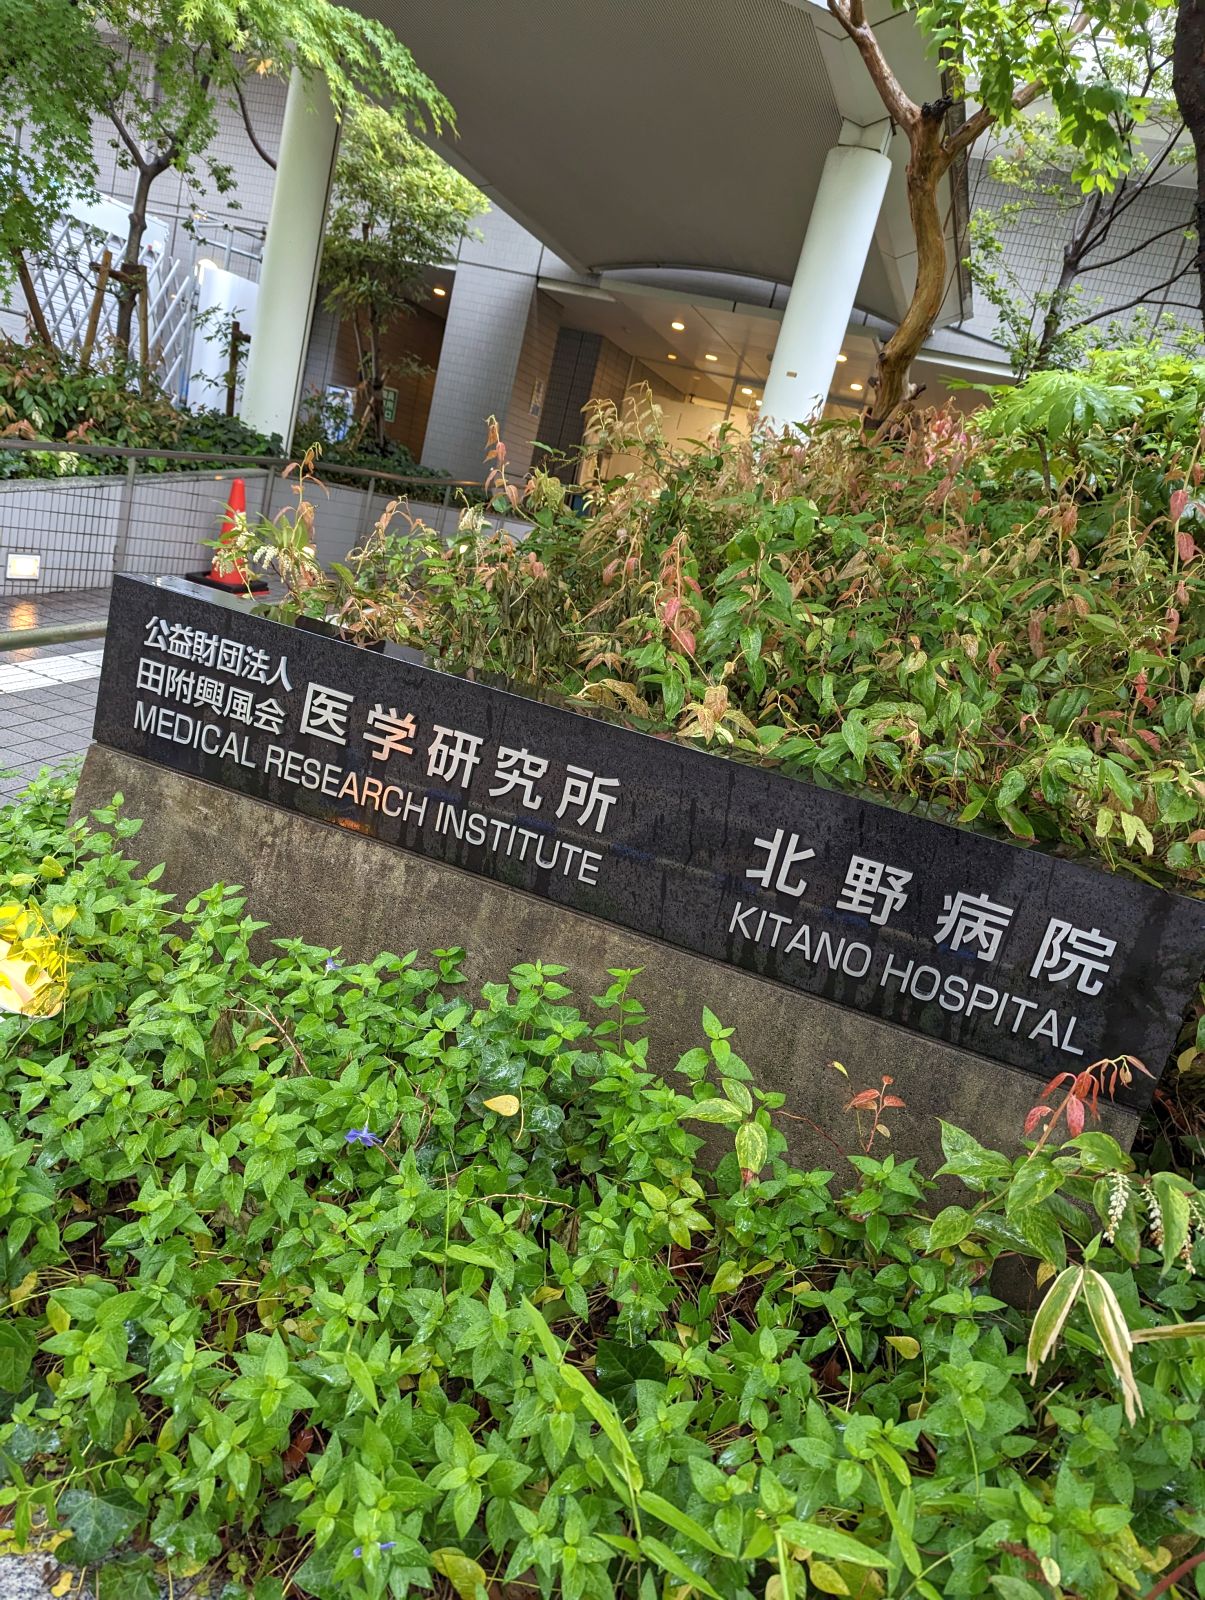 公益財団法人
田附興風会 医学研究所
MEDICAL RESEARCH INSTITUTE
北野病院
KITANO HOSPITAL